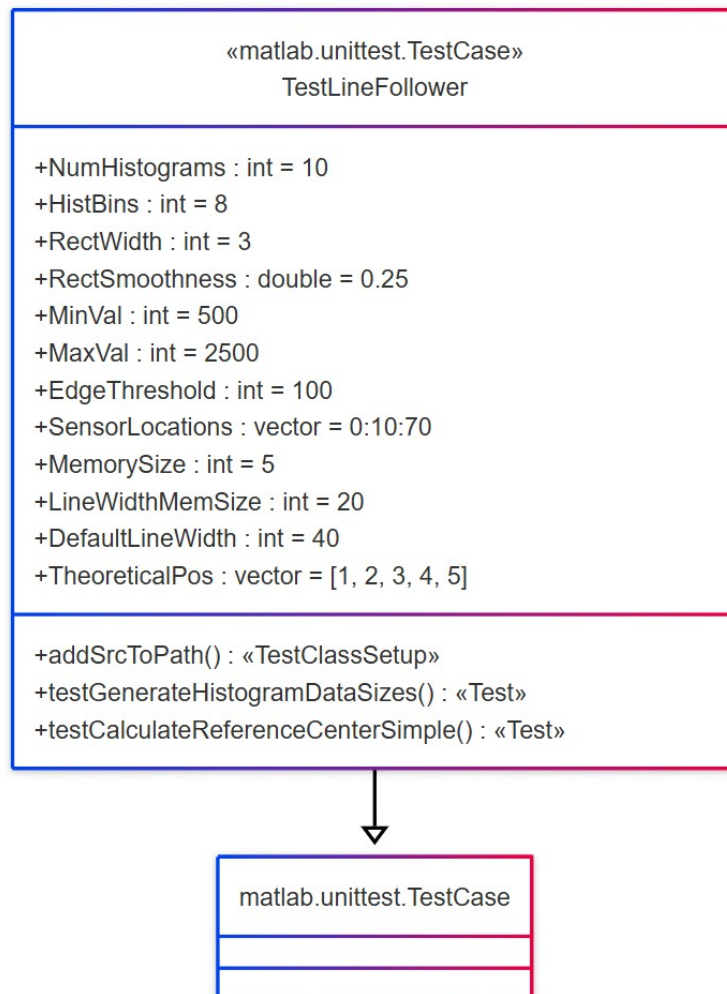 «matlab.unittest.TestCase»
TestLineFollower
+NumHistograms : int = 10
+HistBins : int = 8
+RectWidth : int = 3
+RectSmoothness : double = 0.25
+MinVal : int = 500
+MaxVal : int = 2500
+EdgeThreshold : int = 100
+SensorLocations : vector = 0:10:70
+MemorySize : int = 5
+LineWidthMemSize : int = 20
+DefaultLineWidth : int = 40
+TheoreticalPos : vector = [1, 2, 3, 4, 5]
+addSrcToPath() : «TestClassSetup»
+testGenerateHistogramDataSizes() : «Test»
+testCalculateReferenceCenterSimple() : «Test»
matlab.unittest.TestCase